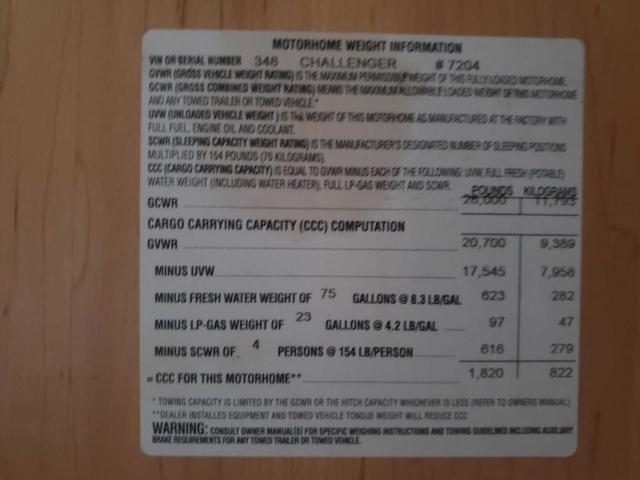 MOTORHOME WEIGHT INFORMATION
VIN OR SERIAL NUMBER 348 CHALLENGER # 7204
GVWR (GROSS VEHICLE WEIGHT RATING) IS THE MAXIMUM PERMISSIBLE WEIGHT OF THIS FULLY LOADED MOTORHOME.
GCWR (GROSS COMBINED WEIGHT RATING) MEANS THE MAXIMUM ALLOWABLE LOADED WEIGHT OF THIS MOTORHOME
AND ANY TOWED TRAILER OR TOWED VEHICLE.*
UVW (UNLOADED VEHICLE WEIGHT) IS THE WEIGHT OF THIS MOTORHOME AS MANUFACTURED AT THE FACTORY WITH
FULL FUEL, ENGINE OIL AND COOLANT.
SCWR (SLEEPING CAPACITY WEIGHT RATING) IS THE MANUFACTURER'S DESIGNATED NUMBER OF SLEEPING POSITIONS
MULTIPLIED BY 154 POUNDS (70 KILOGRAMS).
CCC (CARGO CARRYING CAPACITY) IS EQUAL TO GVWR MINUS EACH OF THE FOLLOWING: UVW, FULL FRESH (POTABLE)
WATER WEIGHT (INCLUDING WATER HEATER), FULL LP-GAS WEIGHT AND SCWR.
POUNDS KILOGRAMS
GCWR 26,000 11,793
CARGO CARRYING CAPACITY (CCC) COMPUTATION
GVWR 20,700 9,389
MINUS UVW 17,545 7,958
MINUS FRESH WATER WEIGHT OF 75 GALLONS @ 8.3 LB/GAL 623 282
MINUS LP-GAS WEIGHT OF 23 GALLONS @ 4.2 LB/GAL 97 47
MINUS SCWR OF 4 PERSONS @ 154 LB/PERSON 616 279
= CCC FOR THIS MOTORHOME** 1,820 822
* TOWING CAPACITY IS LIMITED BY THE GCWR OR THE HITCH CAPACITY WHICHEVER IS LESS (REFER TO OWNERS MANUAL)
**DEALER INSTALLED EQUIPMENT AND TOWED VEHICLE TONGUE WEIGHT WILL REDUCE CCC
WARNING: CONSULT OWNER MANUAL(S) FOR SPECIFIC WEIGHING INSTRUCTIONS AND TOWING GUIDELINES INCLUDING AUXILIARY
BRAKE REQUIREMENTS FOR ANY TOWED TRAILER OR TOWED VEHICLE.